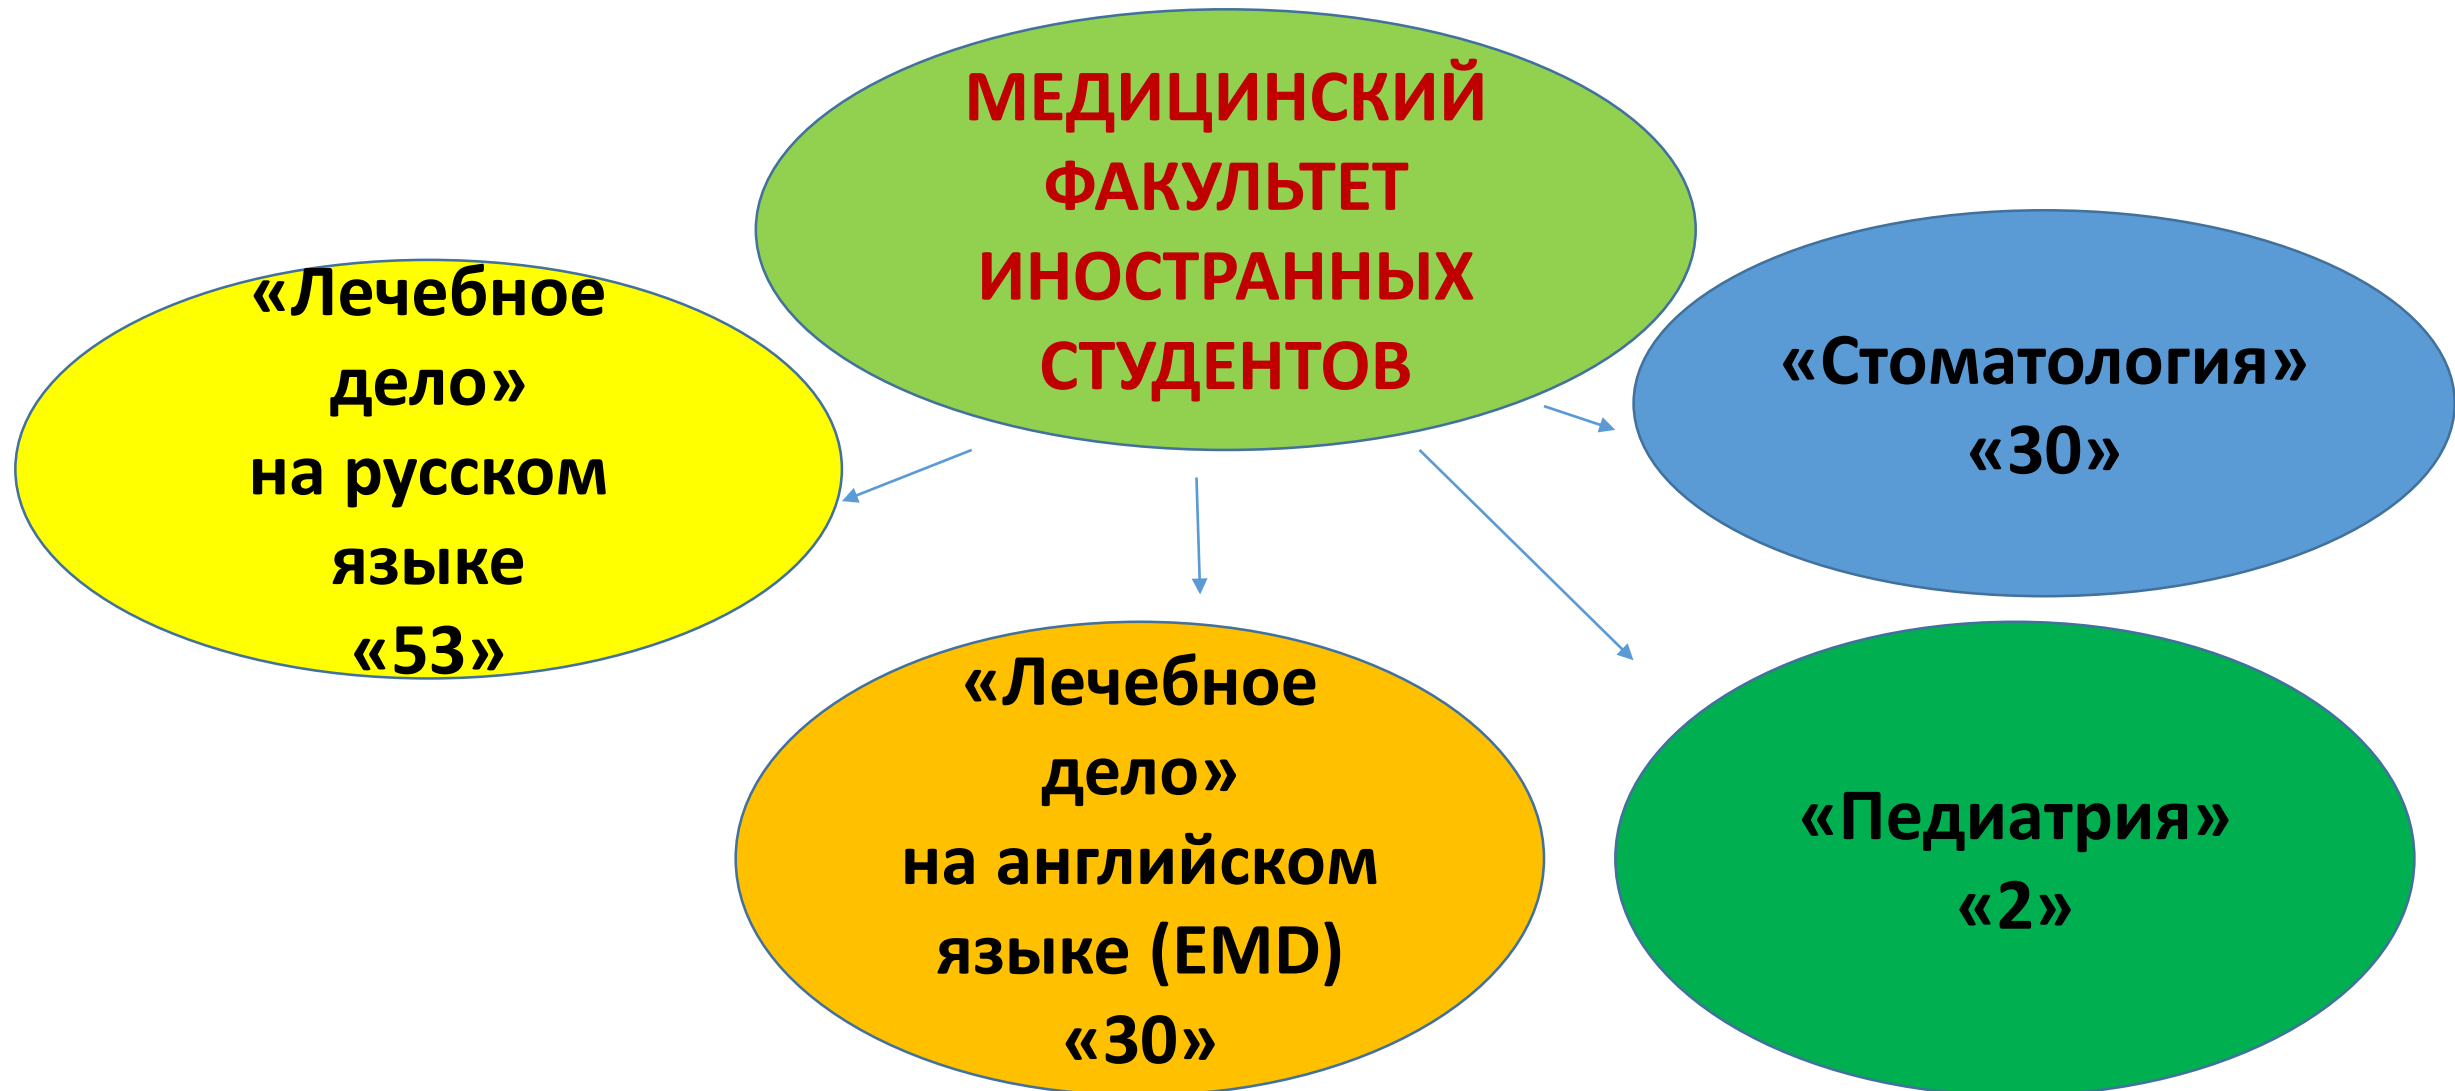 МЕДИЦИНСКИЙ
ФАКУЛЬТЕТ
ИНОСТРАННЫХ
СТУДЕНТОВ
«Лечебное
дело»
на русском
языке
«53»
«Стоматология»
«30»
«Лечебное
дело»
на английском
языке (EMD)
«30»
«Педиатрия»
«2»